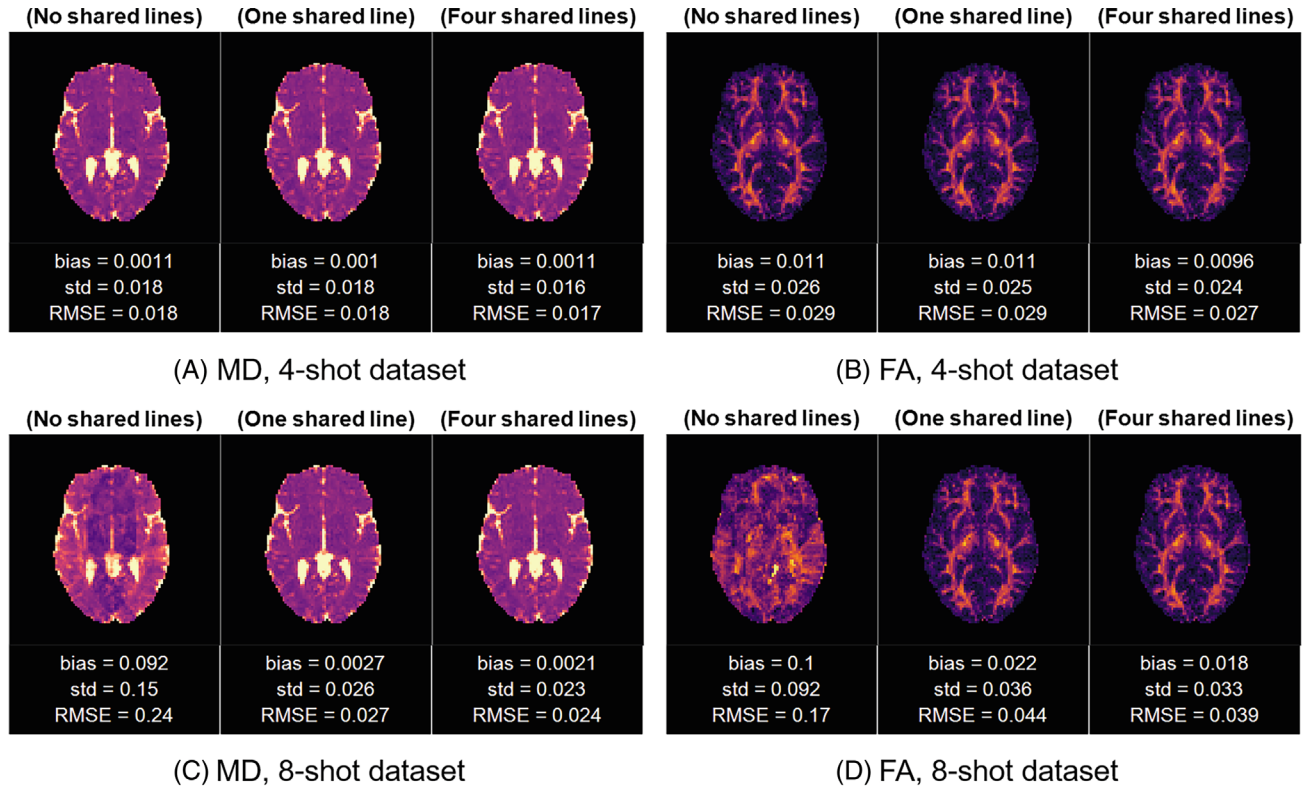 (No shared lines) (One shared line) (Four shared lines)
bias = 0.0011 bias = 0.001 bias = 0.0011
std = 0.018 std = 0.018 std = 0.016
RMSE = 0.018 RMSE = 0.018 RMSE = 0.017
(A) MD, 4-shot dataset
(No shared lines) (One shared line) (Four shared lines)
bias = 0.011 bias = 0.011 bias = 0.0096
std = 0.026 std = 0.025 std = 0.024
RMSE = 0.029 RMSE = 0.029 RMSE = 0.027
(B) FA, 4-shot dataset
(No shared lines) (One shared line) (Four shared lines)
bias = 0.092 bias = 0.0027 bias = 0.0021
std = 0.15 std = 0.026 std = 0.023
RMSE = 0.24 RMSE = 0.027 RMSE = 0.024
(C) MD, 8-shot dataset
(No shared lines) (One shared line) (Four shared lines)
bias = 0.1 bias = 0.022 bias = 0.018
std = 0.092 std = 0.036 std = 0.033
RMSE = 0.17 RMSE = 0.044 RMSE = 0.039
(D) FA, 8-shot dataset